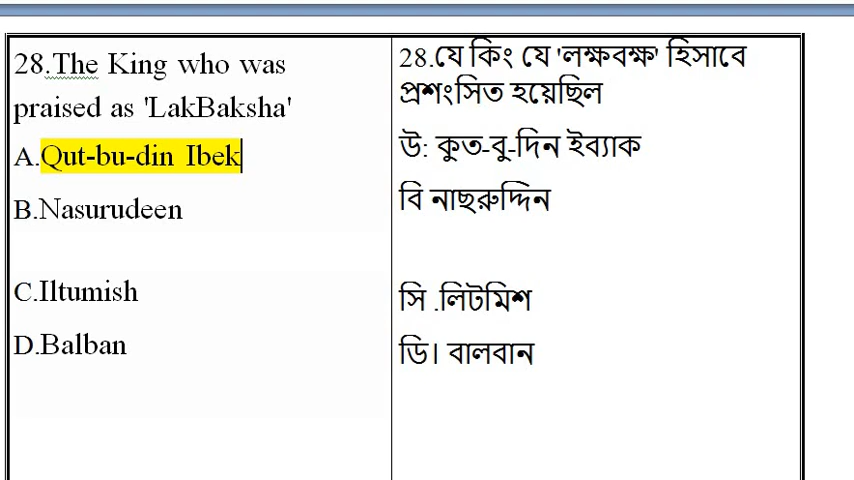 28.The King who was
praised as 'LakBaksha'
A.Qut-bu-din Ibek
B.Nasurudeen
C.Iltumish
D.Balban
28.যে কিং যে 'লক্ষবক্ষ' হিসাবে
প্রশংসিত হয়েছিল
উ: কুত-বু-দিন ইব্যাক
বি নাছরুদ্দিন
সি .লিটমিশ
ডি। বালবান